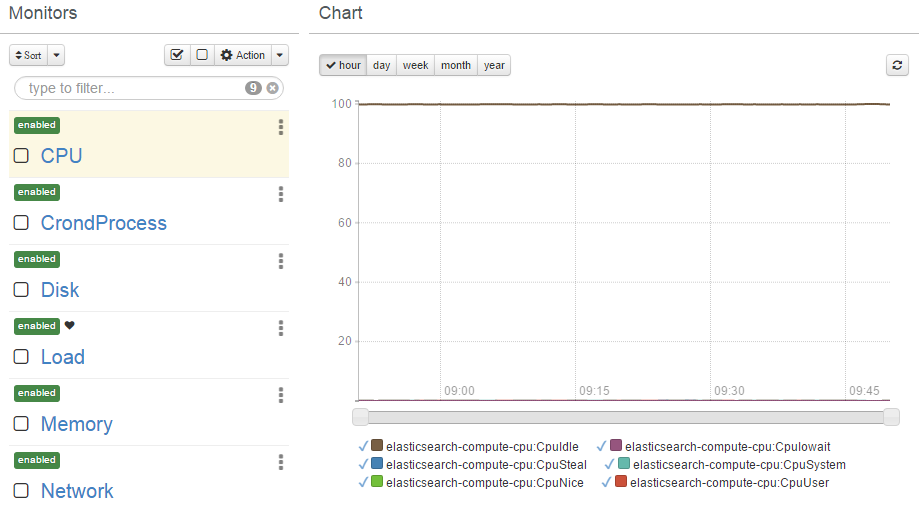 Monitors
Sort
Action
type to filter...
9
enabled
CPU
enabled
CrondProcess
enabled
Disk
enabled
Load
enabled
Memory
enabled
Network
Chart
hour day week month year
100
80
60
40
20
09:00 09:15 09:30 09:45
elasticsearch-compute-cpu:CpuIdle elasticsearch-compute-cpu:CpuIowait
elasticsearch-compute-cpu:CpuSteal elasticsearch-compute-cpu:CpuSystem
elasticsearch-compute-cpu:CpuNice elasticsearch-compute-cpu:CpuUser